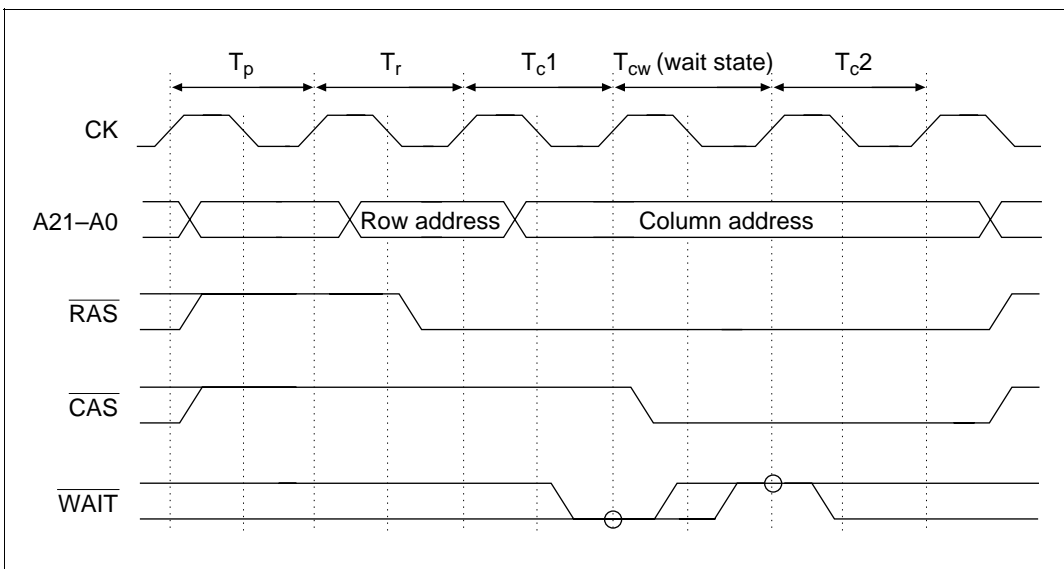 Tp Tr Tc1 Tcw (wait state) Tc2
CK
A21–A0 Row address Column address
RAS
CAS
WAIT